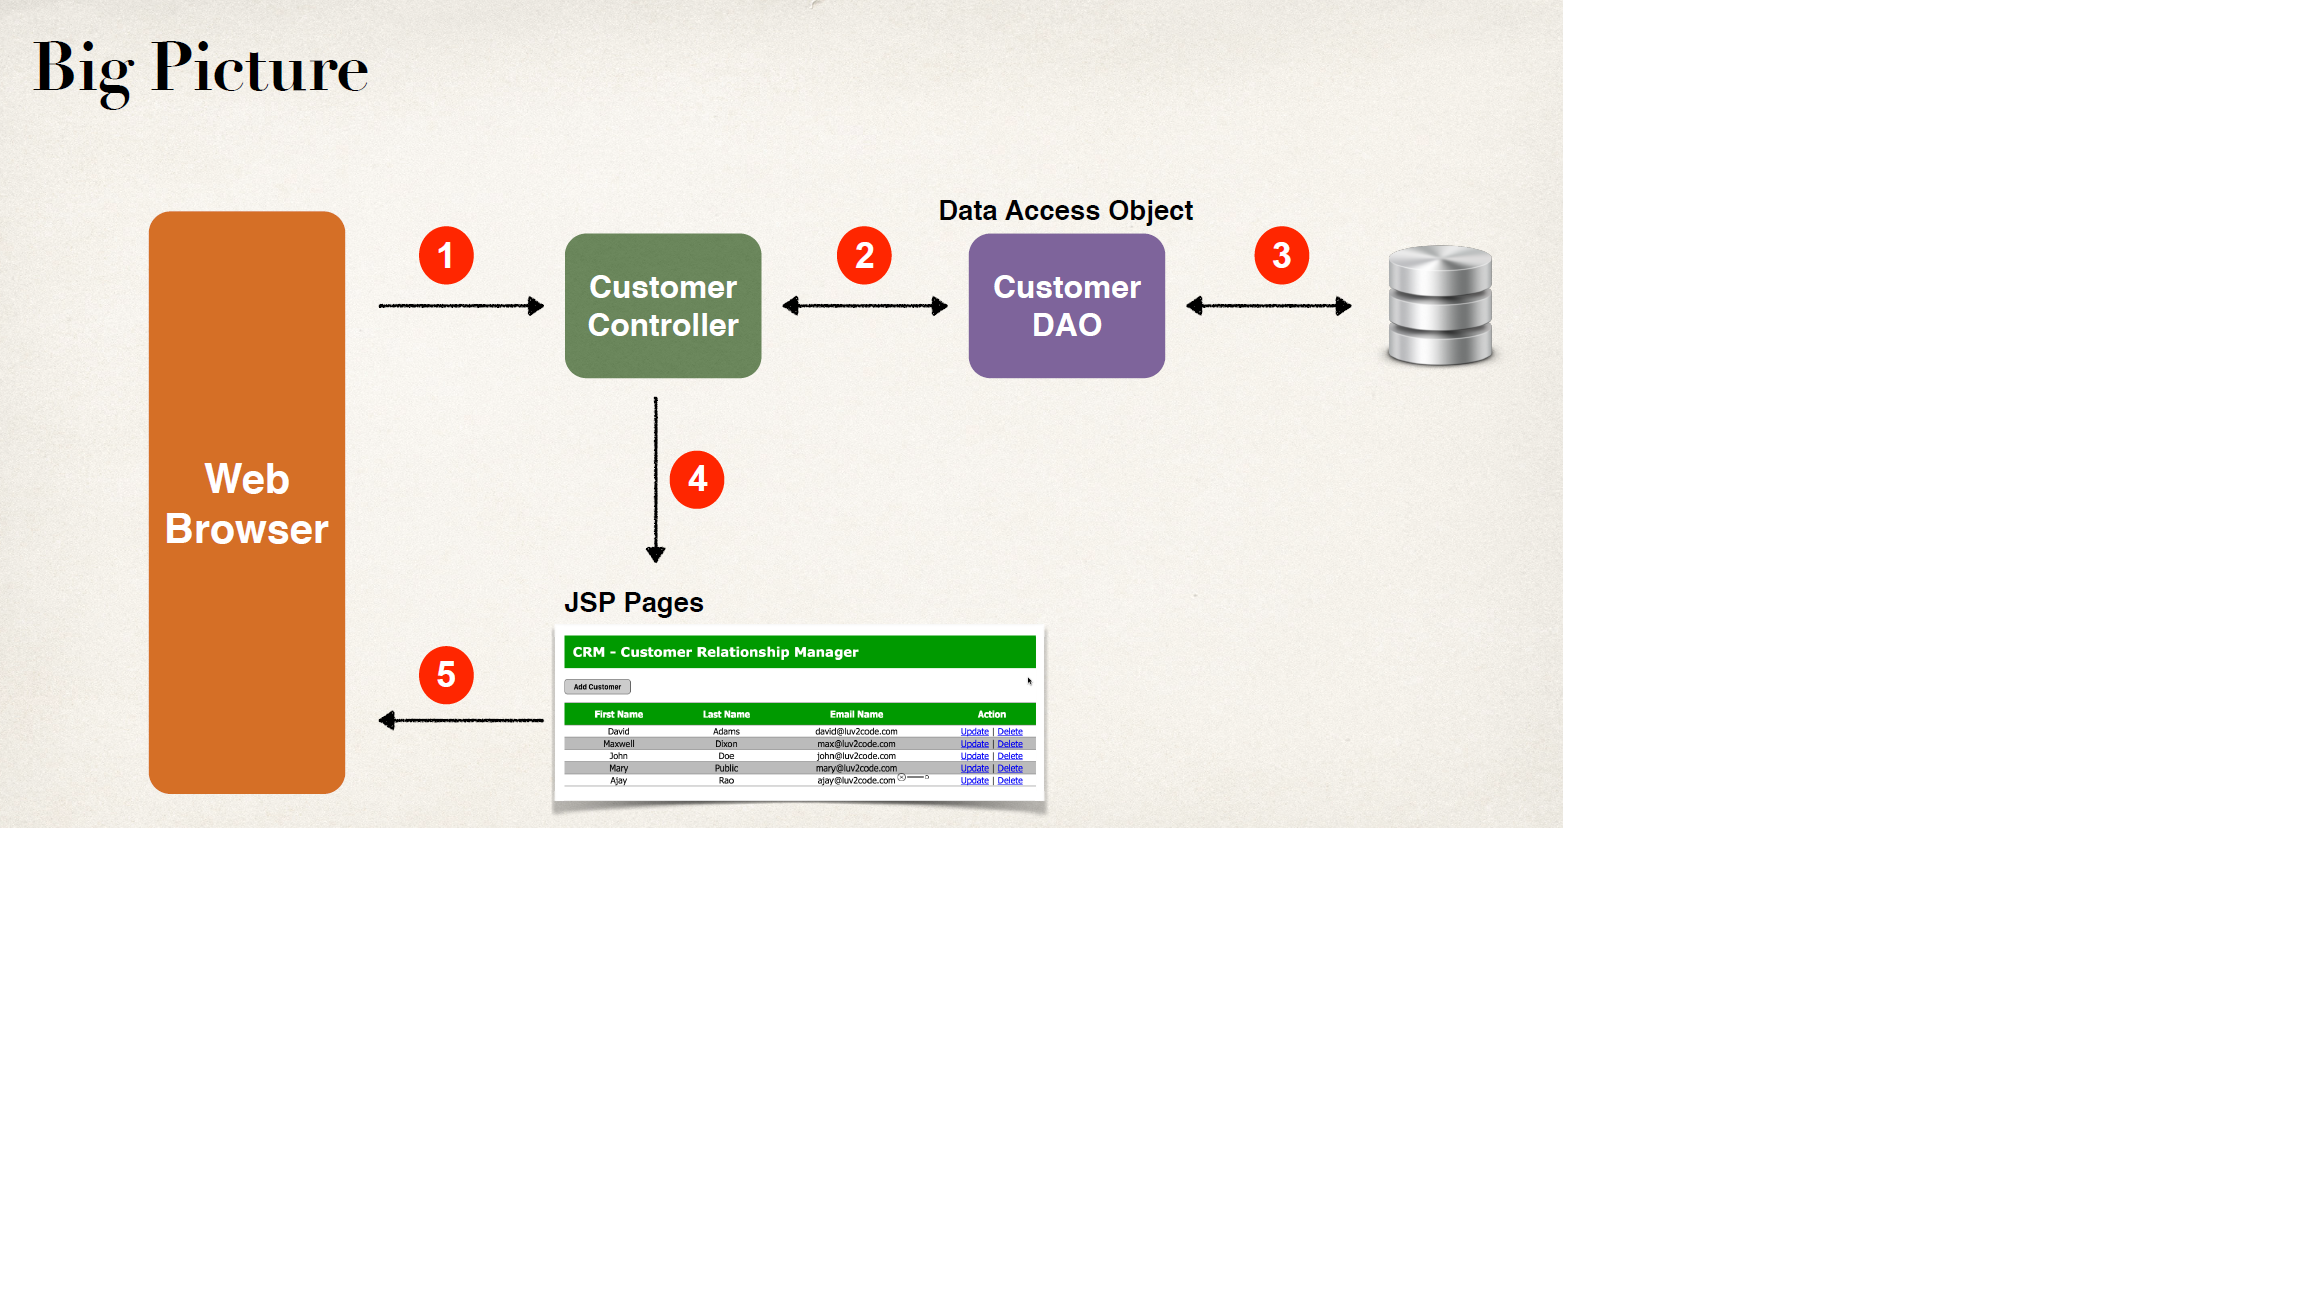 Big Picture
Data Access Object
1
2
3
Customer
Controller
Customer
DAO
Web
Browser
4
JSP Pages
5
CRM - Customer Relationship Manager
Add Customer
First Name Last Name Email Name Action
David Adams david@luv2code.com Update | Delete
Maxwell Dixon max@luv2code.com Update | Delete
John Doe john@luv2code.com Update | Delete
Mary Public mary@luv2code.com Update | Delete
Ajay Rao ajay@luv2code.com Update | Delete